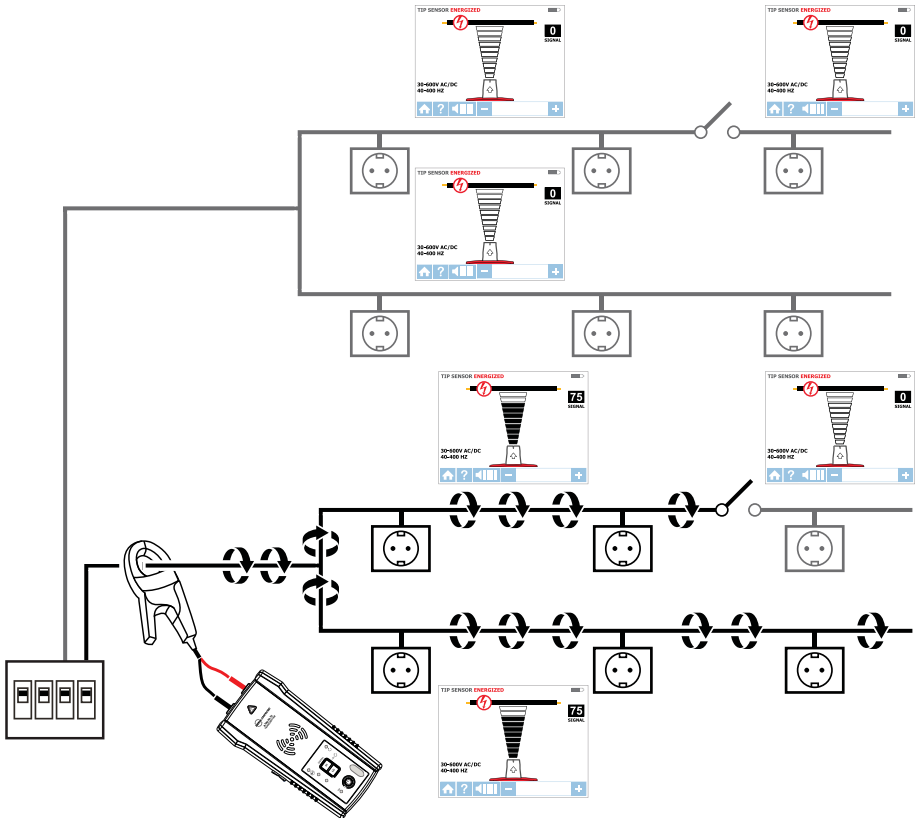 TIP SENSOR ENERGIZED
0
SIGNAL
30-600V AC/DC
40-400 HZ
?
TIP SENSOR ENERGIZED
0
SIGNAL
30-600V AC/DC
40-400 HZ
?
TIP SENSOR ENERGIZED
0
SIGNAL
30-600V AC/DC
40-400 HZ
?
TIP SENSOR ENERGIZED
75
SIGNAL
30-600V AC/DC
40-400 HZ
?
TIP SENSOR ENERGIZED
0
SIGNAL
30-600V AC/DC
40-400 HZ
?
TIP SENSOR ENERGIZED
75
SIGNAL
30-600V AC/DC
40-400 HZ
?